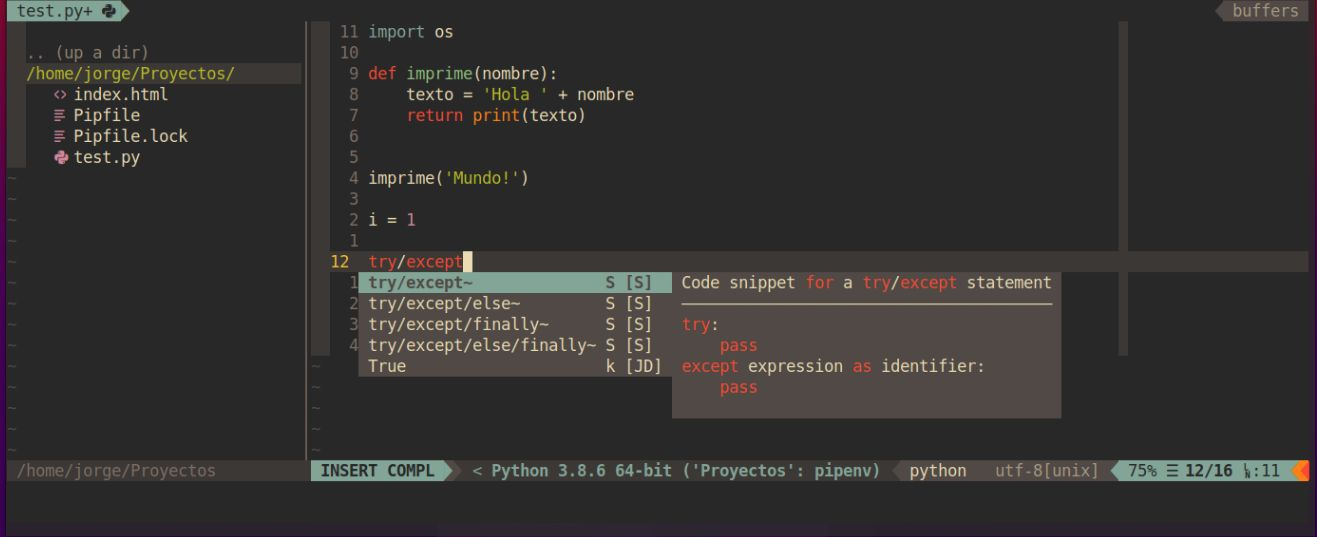 test.py+
buffers
.. (up a dir)
/home/jorge/Proyectos/
<> index.html
Pipfile
Pipfile.lock
test.py
~
~
~
~
~
~
~
~
~
~
~
~
~
~
/home/jorge/Proyectos
11 import os
10
9 def imprime(nombre):
8     texto = 'Hola ' + nombre
7     return print(texto)
6
5
4 imprime('Mundo!')
3
2 i = 1
1
12 try/except
1 try/except~ S [S]
2 try/except/else~ S [S]
3 try/except/finally~ S [S]
4 try/except/else/finally~ S [S]
~ True k [JD]
~
~
~
~
Code snippet for a try/except statement
try:
    pass
except expression as identifier:
    pass
INSERT COMPL < Python 3.8.6 64-bit ('Proyectos': pipenv) python utf-8[unix] 75% ☰ 12/16 :11